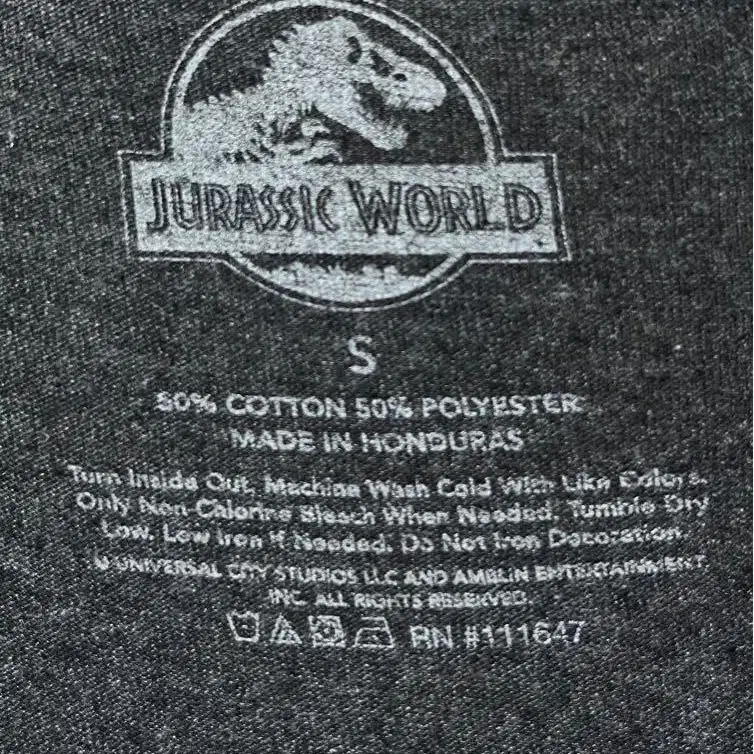 JURASSIC WORLD
S
50% COTTON 50% POLYESTER
MADE IN HONDURAS
Turn Inside Out. Machine Wash Cold With Like Colors.
Only Non-Chlorine Bleach When Needed. Tumble Dry
Low. Low Iron If Needed. Do Not Iron Decoration.
© UNIVERSAL CITY STUDIOS LLC AND AMBLIN ENTERTAINMENT
INC. ALL RIGHTS RESERVED.
RN #111647